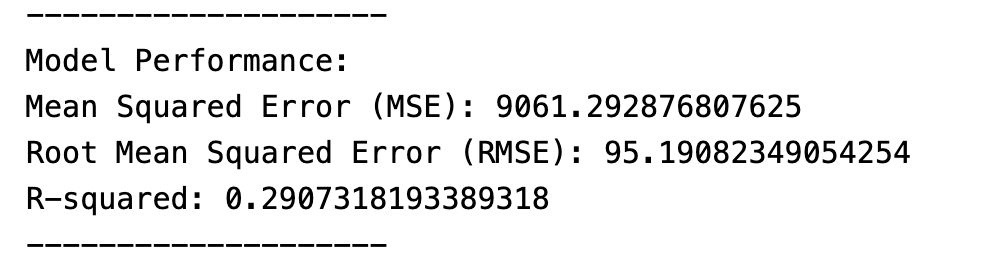 --------------------
Model Performance:
Mean Squared Error (MSE): 9061.292876807625
Root Mean Squared Error (RMSE): 95.19082349054254
R-squared: 0.2907318193389318
--------------------